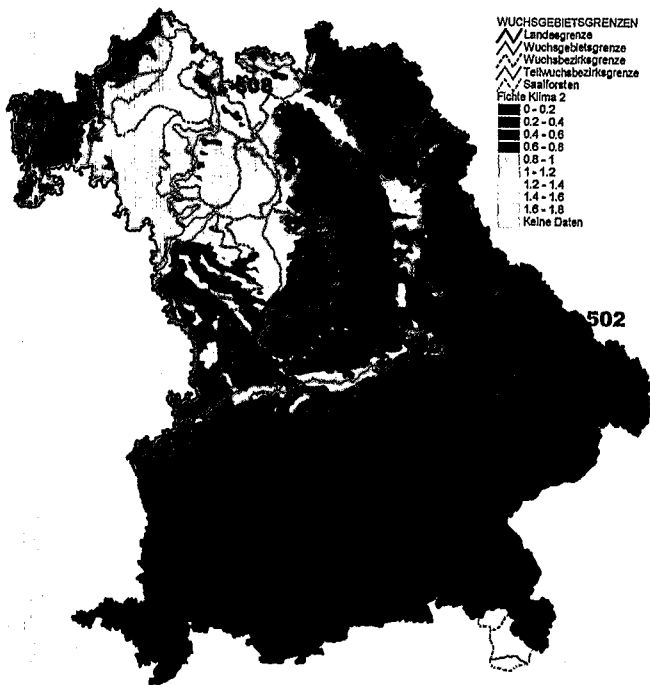 WUCHSGEBIETSGRENZEN
Landesgrenze
Wuchsgebietsgrenze
Wuchsbezirksgrenze
Teilwuchsbezirksgrenze
Saalforsten
Fichte Klima 2
0 - 0.2
0.2 - 0.4
0.4 - 0.6
0.6 - 0.8
0.8 - 1
1 - 1.2
1.2 - 1.4
1.4 - 1.6
1.6 - 1.8
Keine Daten
502